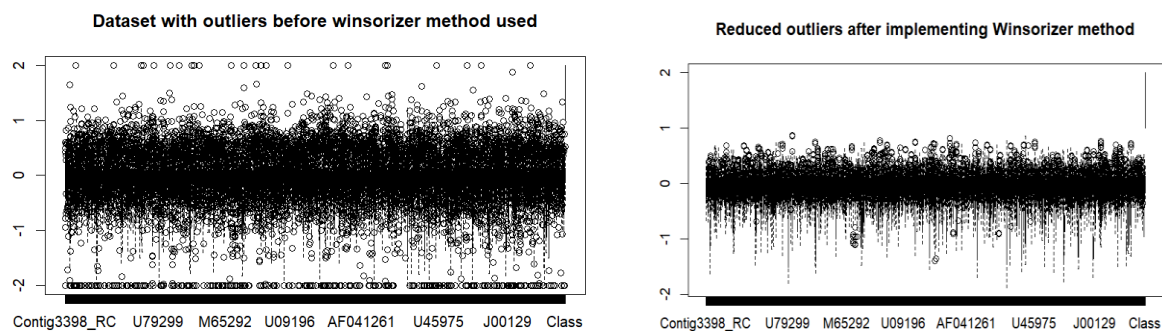 Dataset with outliers before winsorizer method used
2
1
0
-1
-2
Contig3398_RC U79299 M65292 U09196 AF041261 U45975 J00129 Class
Reduced outliers after implementing Winsorizer method
2
1
0
-1
-2
Contig3398_RC U79299 M65292 U09196 AF041261 U45975 J00129 Class